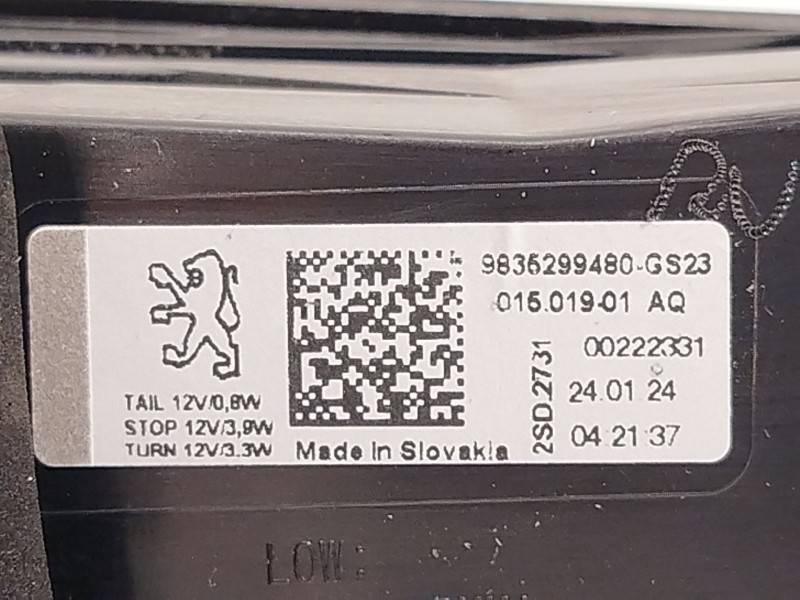 9836299480-GS23
015.019-01 AQ
00222331
2SD.2731
24.01 24
04 21 37
TAIL 12V/0,8W
STOP 12V/3,9W
TURN 12V/3.3W
Made In Slovakia
LOW: